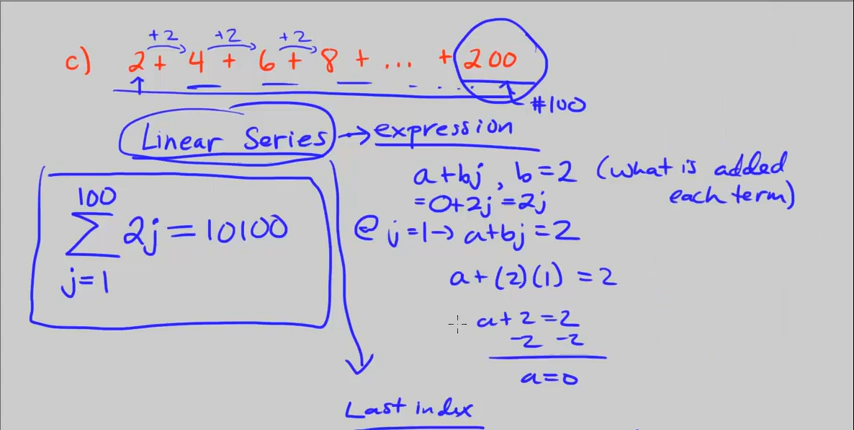 +2 +2 +2
c) 2 + 4 + 6 + 8 + ... + 200
#100
Linear Series → expression
a+bj, b=2 (what is added each term)
=0+2j=2j
100
∑ 2j = 10100
j=1
@ j=1→ a+bj=2
a+(2)(1)=2
a+2=2
-2 -2
a=0
Last index